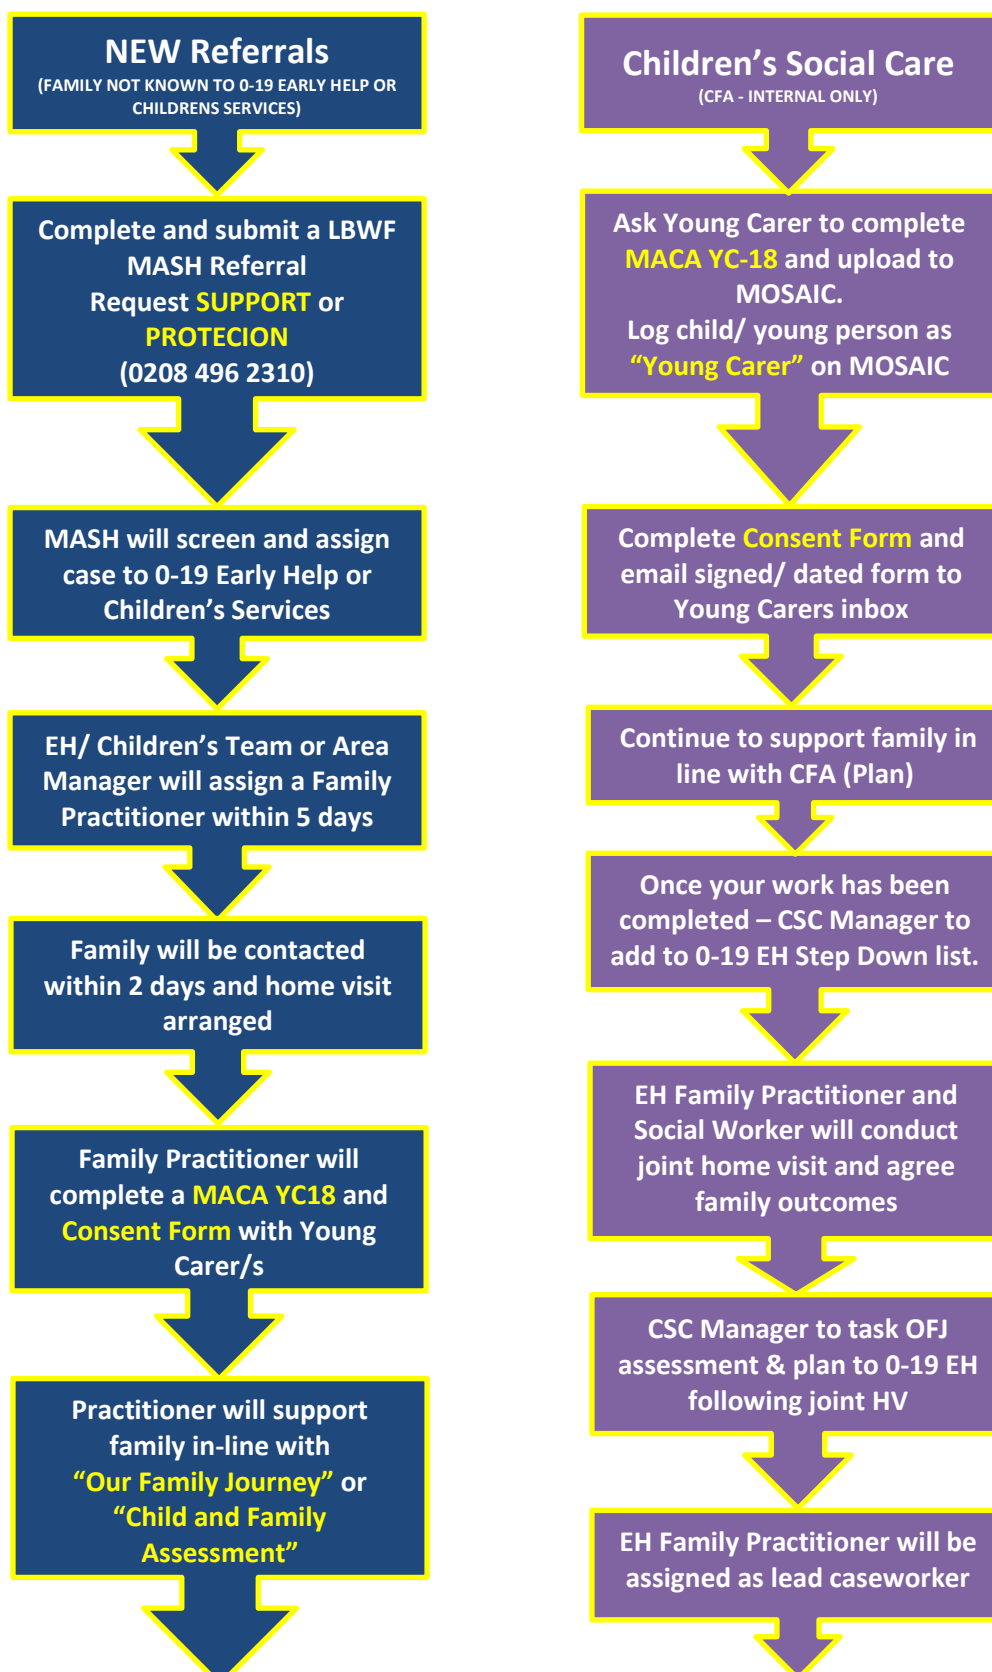 NEW Referrals
(FAMILY NOT KNOWN TO 0-19 EARLY HELP OR
CHILDRENS SERVICES)
Complete and submit a LBWF
MASH Referral
Request SUPPORT or
PROTECION
(0208 496 2310)
MASH will screen and assign
case to 0-19 Early Help or
Children’s Services
EH/ Children’s Team or Area
Manager will assign a Family
Practitioner within 5 days
Family will be contacted
within 2 days and home visit
arranged
Family Practitioner will
complete a MACA YC18 and
Consent Form with Young
Carer/s
Practitioner will support
family in-line with
“Our Family Journey” or
“Child and Family
Assessment”
Children’s Social Care
(CFA - INTERNAL ONLY)
Ask Young Carer to complete
MACA YC-18 and upload to
MOSAIC.
Log child/ young person as
“Young Carer” on MOSAIC
Complete Consent Form and
email signed/ dated form to
Young Carers inbox
Continue to support family in
line with CFA (Plan)
Once your work has been
completed – CSC Manager to
add to 0-19 EH Step Down list.
EH Family Practitioner and
Social Worker will conduct
joint home visit and agree
family outcomes
CSC Manager to task OFJ
assessment & plan to 0-19 EH
following joint HV
EH Family Practitioner will be
assigned as lead caseworker